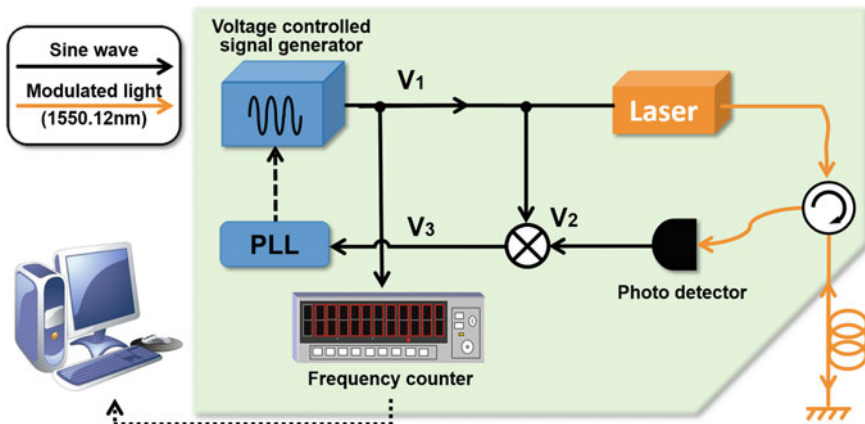 Sine wave
Modulated light
(1550.12nm)
Voltage controlled
signal generator
V1
Laser
PLL
V3
V2
Photo detector
Frequency counter